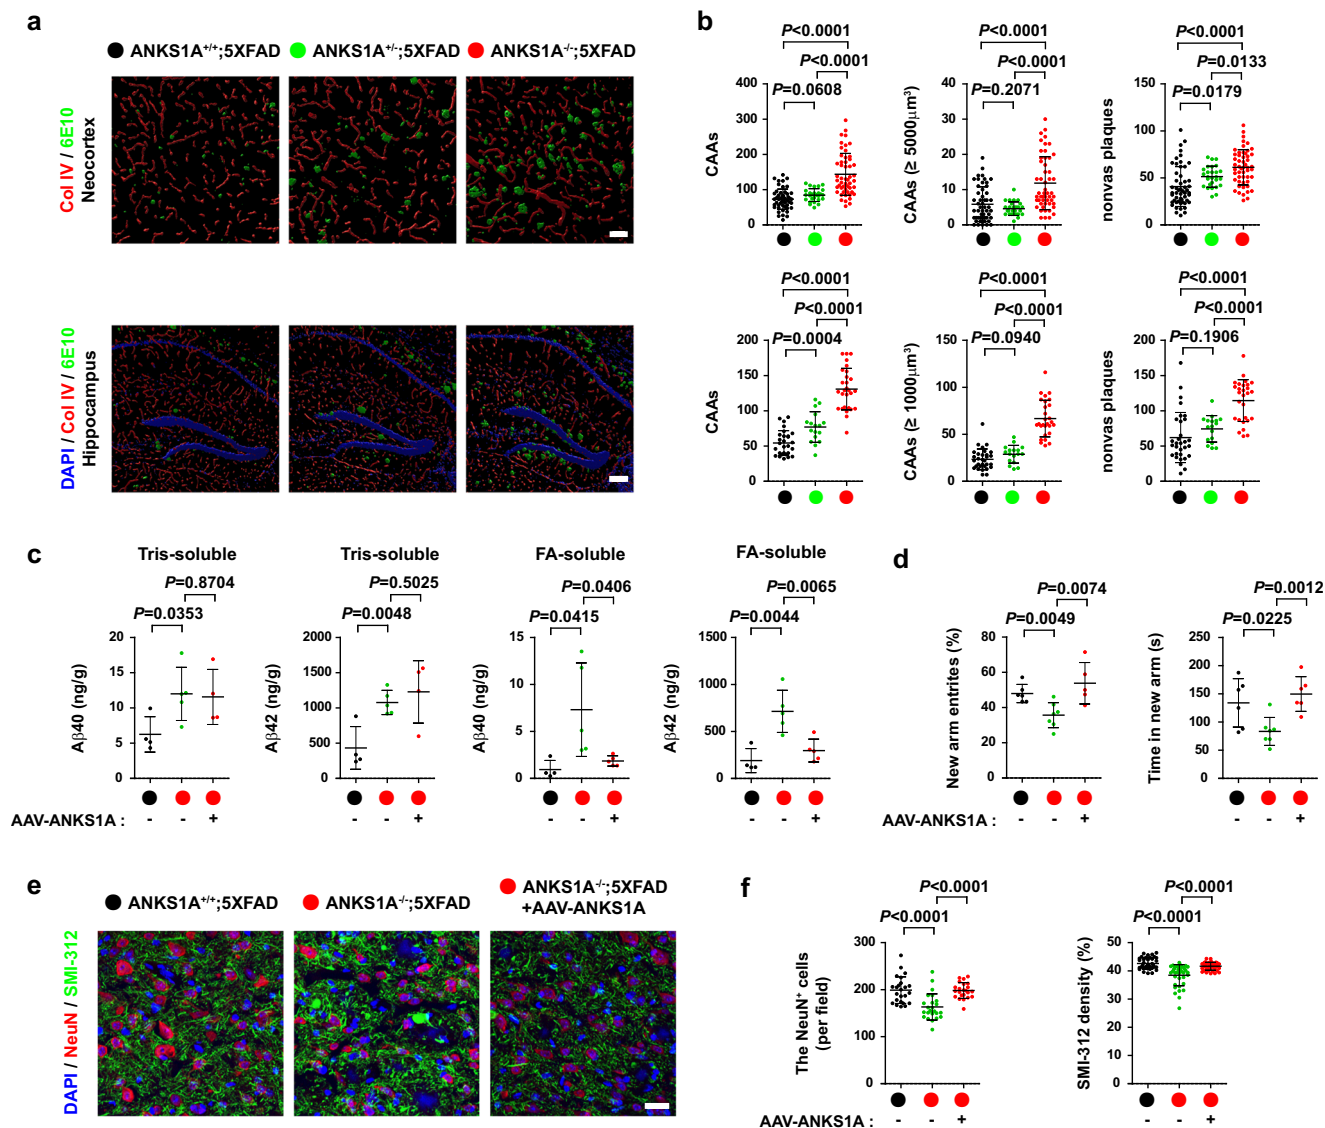 a
ANKS1A+/+;5XFAD ANKS1A+/-;5XFAD ANKS1A-/-;5XFAD
Col IV / 6E10
Neocortex
DAPI / Col IV / 6E10
Hippocampus
b
P<0.0001
P<0.0001
P=0.0608
400
300
200
100
0
CAAs
P<0.0001
P<0.0001
P=0.2071
40
30
20
10
0
CAAs (≥ 5000μm³)
P<0.0001
P=0.0133
P=0.0179
150
100
50
0
nonvas plaques
P<0.0001
P<0.0001
P=0.0004
200
150
100
50
0
CAAs
P<0.0001
P<0.0001
P=0.0940
150
100
50
0
CAAs (≥ 1000μm³)
P<0.0001
P<0.0001
P=0.1906
200
150
100
50
0
nonvas plaques
c
Tris-soluble
P=0.8704
P=0.0353
20
15
10
5
0
Aβ40 (ng/g)
- - +
Tris-soluble
P=0.5025
P=0.0048
2000
1500
1000
500
0
Aβ42 (ng/g)
- - +
FA-soluble
P=0.0406
P=0.0415
15
10
5
0
Aβ40 (ng/g)
- - +
FA-soluble
P=0.0065
P=0.0044
1500
1000
500
0
Aβ42 (ng/g)
- - +
AAV-ANKS1A :
d
P=0.0074
P=0.0049
80
60
40
20
0
New arm entrites (%)
- - +
P=0.0012
P=0.0225
250
200
150
100
50
0
Time in new arm (s)
- - +
AAV-ANKS1A :
e
ANKS1A+/+;5XFAD ANKS1A-/-;5XFAD ANKS1A-/-;5XFAD
+AAV-ANKS1A
DAPI / NeuN / SMI-312
f
P<0.0001
P<0.0001
300
200
100
0
The NeuN+ cells
(per field)
- - +
P<0.0001
P<0.0001
50
40
30
20
10
0
SMI-312 density (%)
- - +
AAV-ANKS1A :